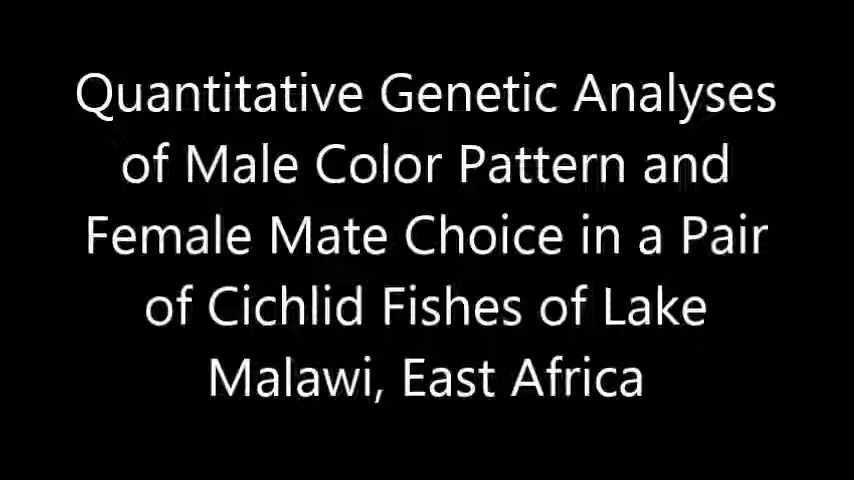 Quantitative Genetic Analyses
of Male Color Pattern and
Female Mate Choice in a Pair
of Cichlid Fishes of Lake
Malawi, East Africa